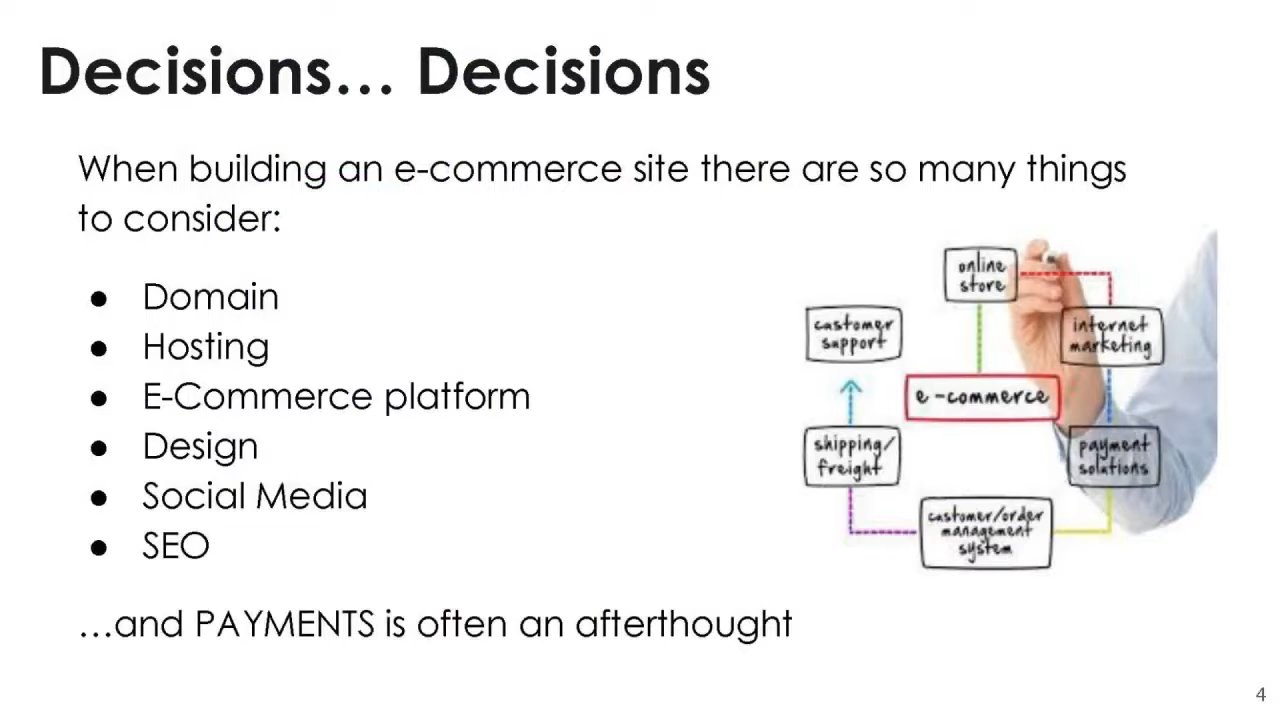 Decisions… Decisions
When building an e-commerce site there are so many things
to consider:
● Domain
● Hosting
● E-Commerce platform
● Design
● Social Media
● SEO
…and PAYMENTS is often an afterthought
online
store
customer
support
internet
marketing
e-commerce
shipping/
freight
payment
solutions
customer/order
management
system
4